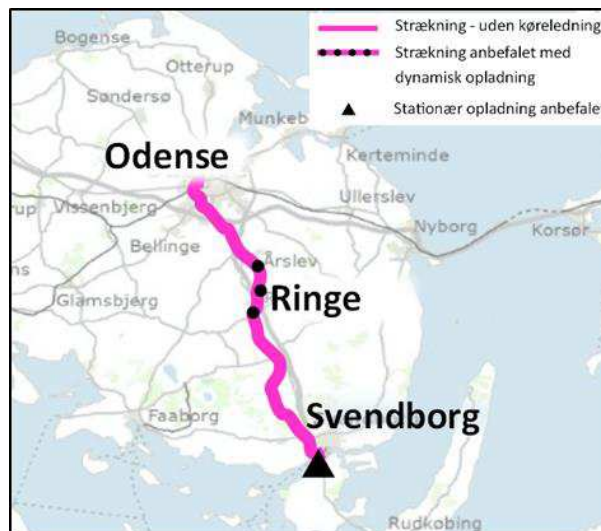 Strækning - uden køreledning
Strækning anbefalet med
dynamisk opladning
Stationær opladning anbefalet
Bogense
Otterup
Søndersø
Munkeb
Odense
Kerteminde
Ullerslev
Vissenbjerg
Nyborg
Korsør
Bellinge
Årslev
Glamsbjerg
Ringe
Svendborg
Faaborg
Rudkøbing